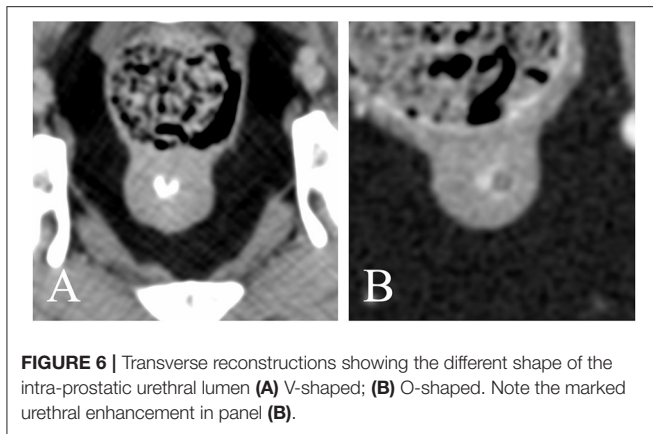 A
B
FIGURE 6 | Transverse reconstructions showing the different shape of the
intra-prostatic urethral lumen (A) V-shaped; (B) O-shaped. Note the marked
urethral enhancement in panel (B).